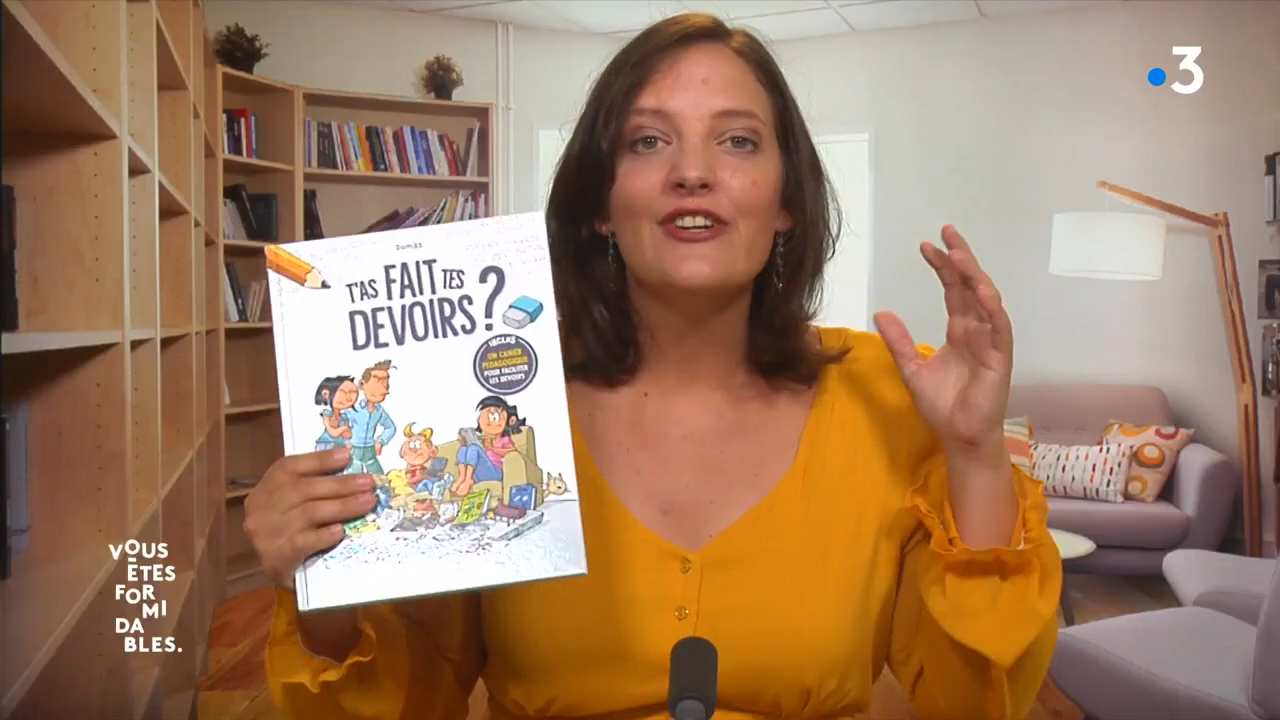 3
Domas
T'AS FAIT TES
DEVOIRS ?
INCLUS
UN CAHIER
PÉDAGOGIQUE
POUR FACILITER
LES DEVOIRS
VOUS
ÊTES
FOR
MI
DA
BLES.